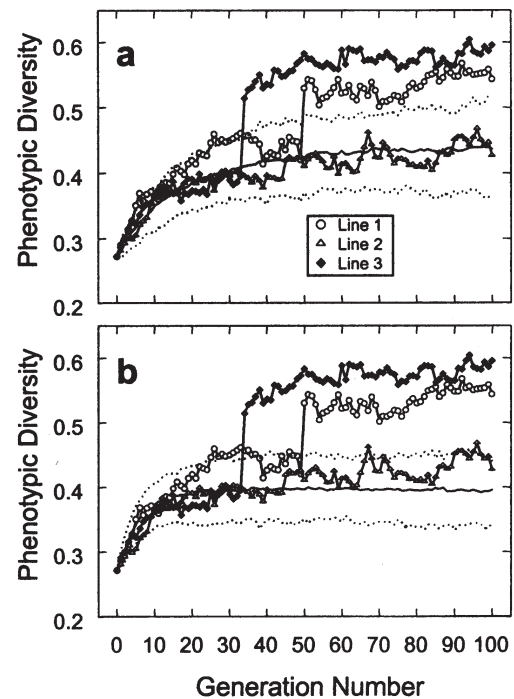 a
Phenotypic Diversity
0.6
0.5
0.4
0.3
0.2
Line 1
Line 2
Line 3
b
Phenotypic Diversity
0.6
0.5
0.4
0.3
0.2
0 10 20 30 40 50 60 70 80 90 100
Generation Number